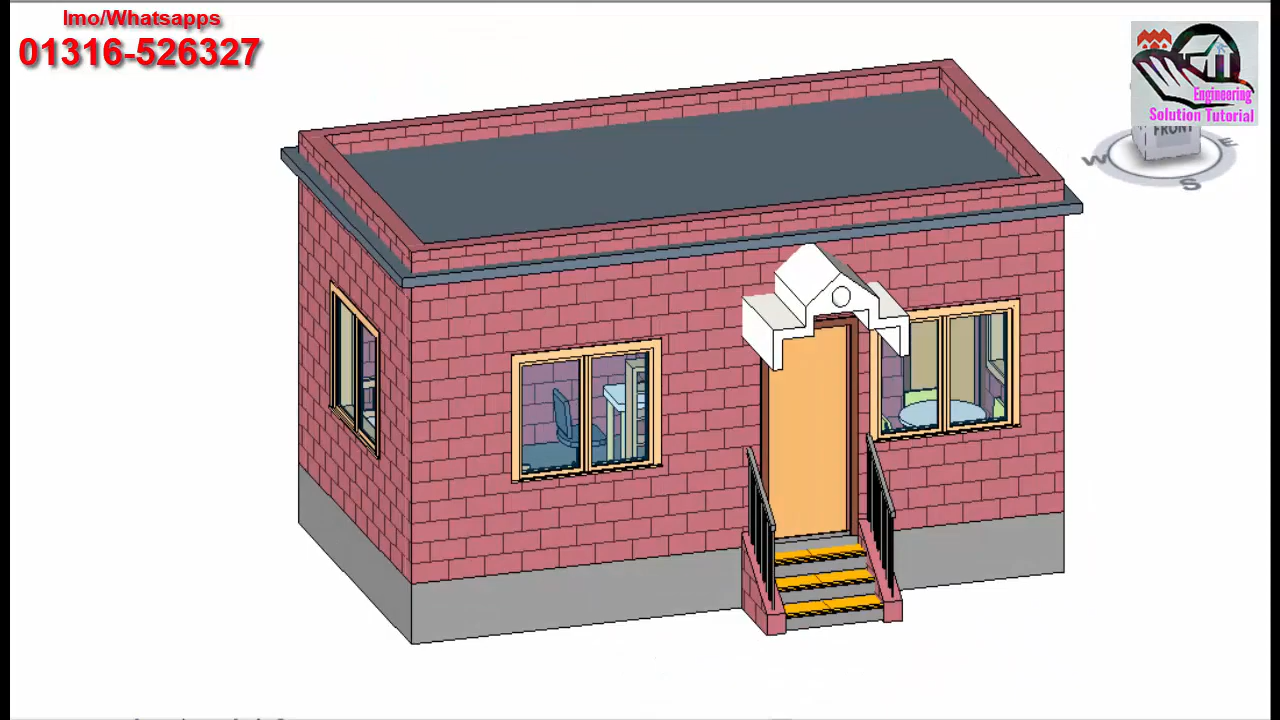 Imo/Whatsapps
01316-526327
Engineering
Solution Tutorial
FRONT
W
E
S